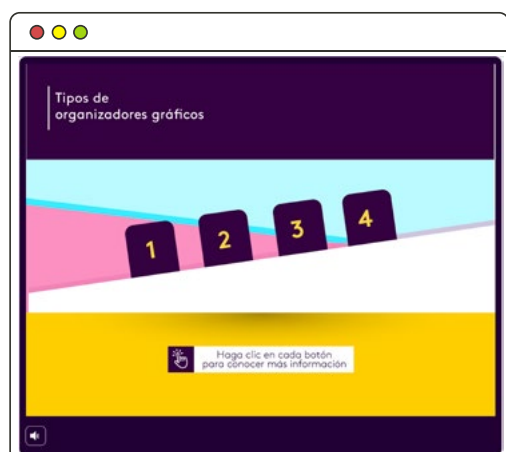 Tipos de
organizadores gráficos
1
2
3
4
Haga clic en cada botón
para conocer más información